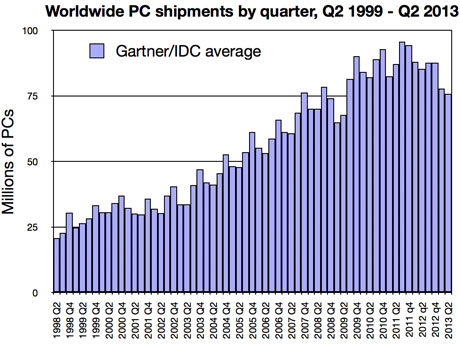 Worldwide PC shipments by quarter, Q2 1999 - Q2 2013
Gartner/IDC average
Millions of PCs
100
75
50
25
0
1998 Q2
1998 Q4
1999 Q2
1999 Q4
2000 Q2
2000 Q4
2001 Q2
2001 Q4
2002 Q2
2002 Q4
2003 Q2
2003 Q4
2004 Q2
2004 Q4
2005 Q2
2005 Q4
2006 Q2
2006 Q4
2007 Q2
2007 Q4
2008 Q2
2008 Q4
2009 Q2
2009 Q4
2010 Q2
2010 Q4
2011 Q2
2011 q4
2012 q2
2012 q4
2013 Q2